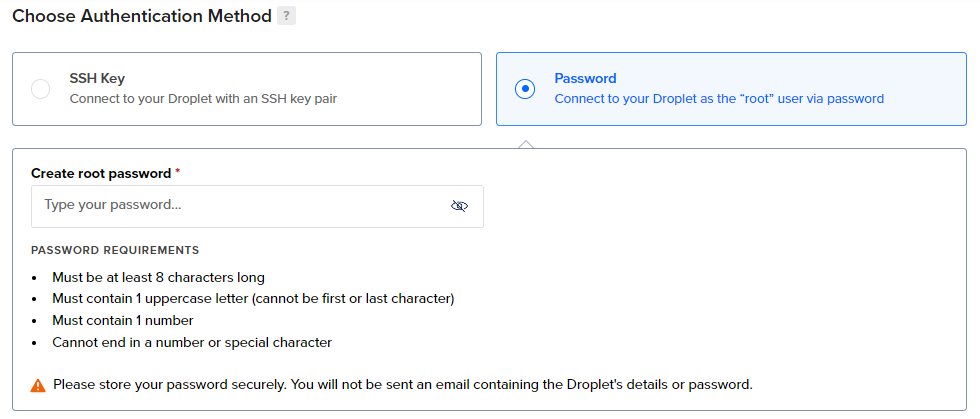 Choose Authentication Method ?
SSH Key
Connect to your Droplet with an SSH key pair
Password
Connect to your Droplet as the “root” user via password
Create root password *
Type your password...
PASSWORD REQUIREMENTS
• Must be at least 8 characters long
• Must contain 1 uppercase letter (cannot be first or last character)
• Must contain 1 number
• Cannot end in a number or special character
Please store your password securely. You will not be sent an email containing the Droplet's details or password.